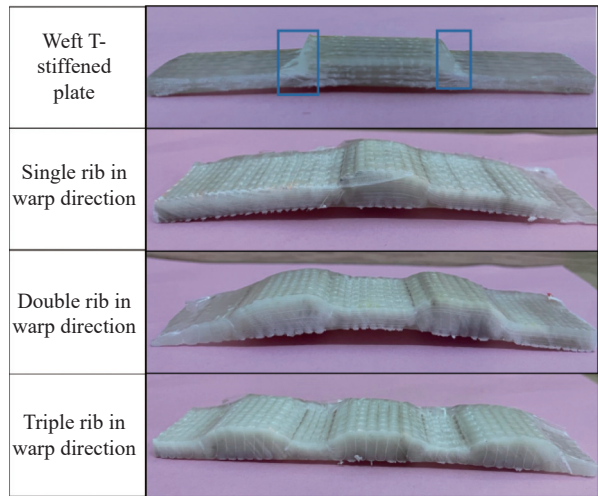 Weft T-
stiffened
plate
Single rib in
warp direction
Double rib in
warp direction
Triple rib in
warp direction